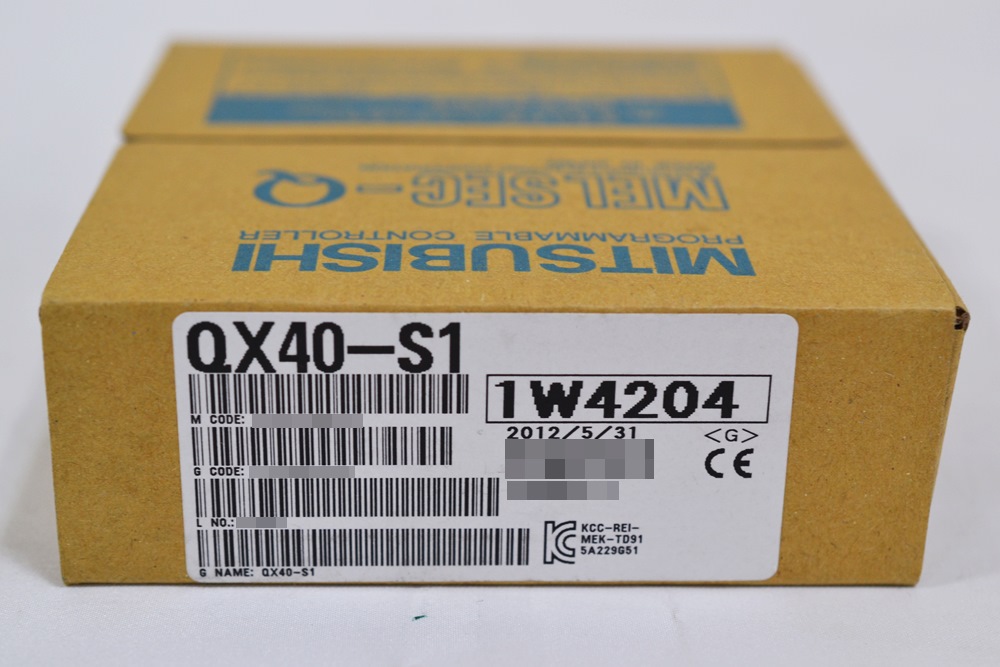 MELSEC-Q
PROGRAMMABLE CONTROLLER
MITSUBISHI
QX40-S1
1W4204
M CODE:
2012/5/31
<G>
G CODE:
CE
L NO.:
KCC-REI-
MEK-TD91
5A229G51
G NAME: QX40-S1